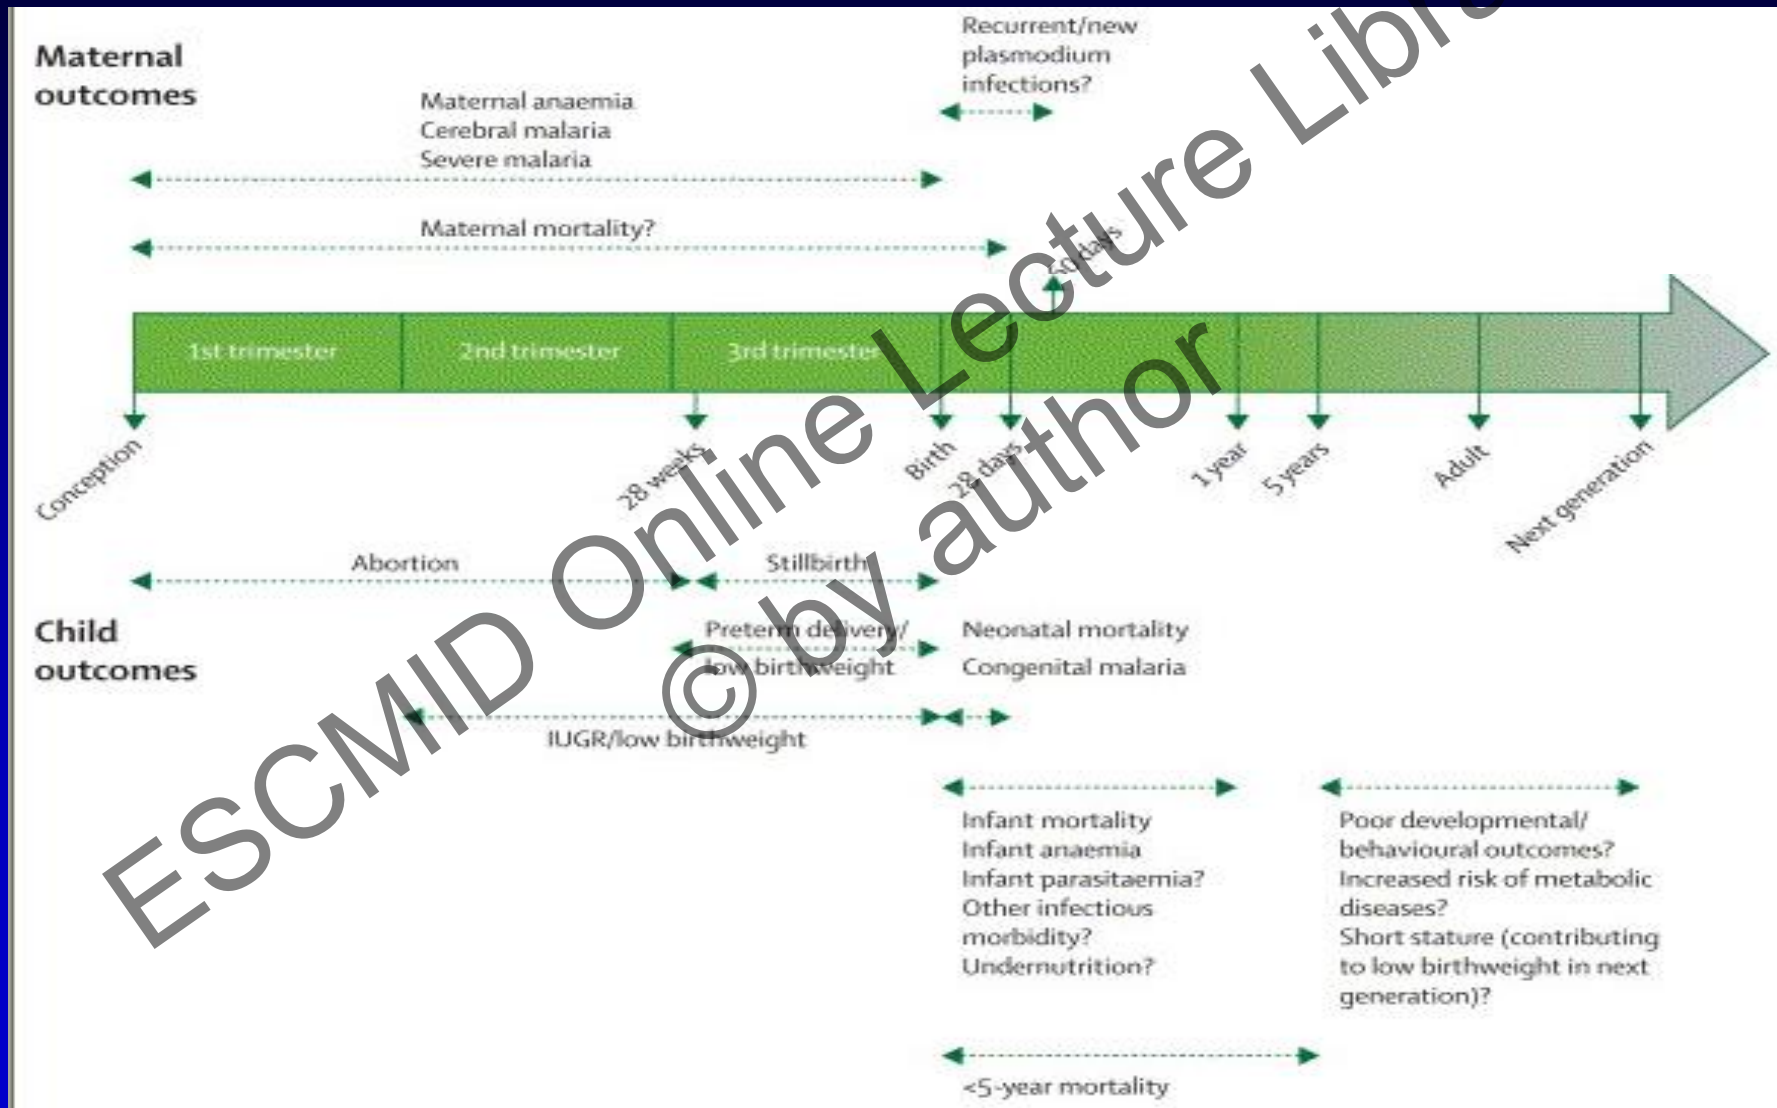 Maternal
outcomes
Recurrent/new
plasmodium
infections?
Maternal anaemia
Cerebral malaria
Severe malaria
Maternal mortality?
days
1st trimester
2nd trimester
3rd trimester
Conception
28 weeks
Birth
28 days
1 year
5 years
Adult
Next generation
Abortion
Stillbirth
Child
outcomes
Preterm delivery/
low birthweight
Neonatal mortality
Congenital malaria
IUGR/low birthweight
Infant mortality
Infant anaemia
Infant parasitaemia?
Other infectious
morbidity?
Undernutrition?
Poor developmental/
behavioural outcomes?
Increased risk of metabolic
diseases?
Short stature (contributing
to low birthweight in next
generation)?
<5-year mortality
ESCMID Online Lecture Libra
© by author